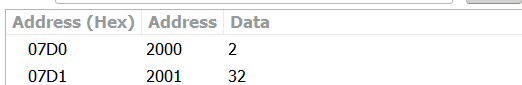 Address (Hex) Address Data
07D0 2000 2
07D1 2001 32